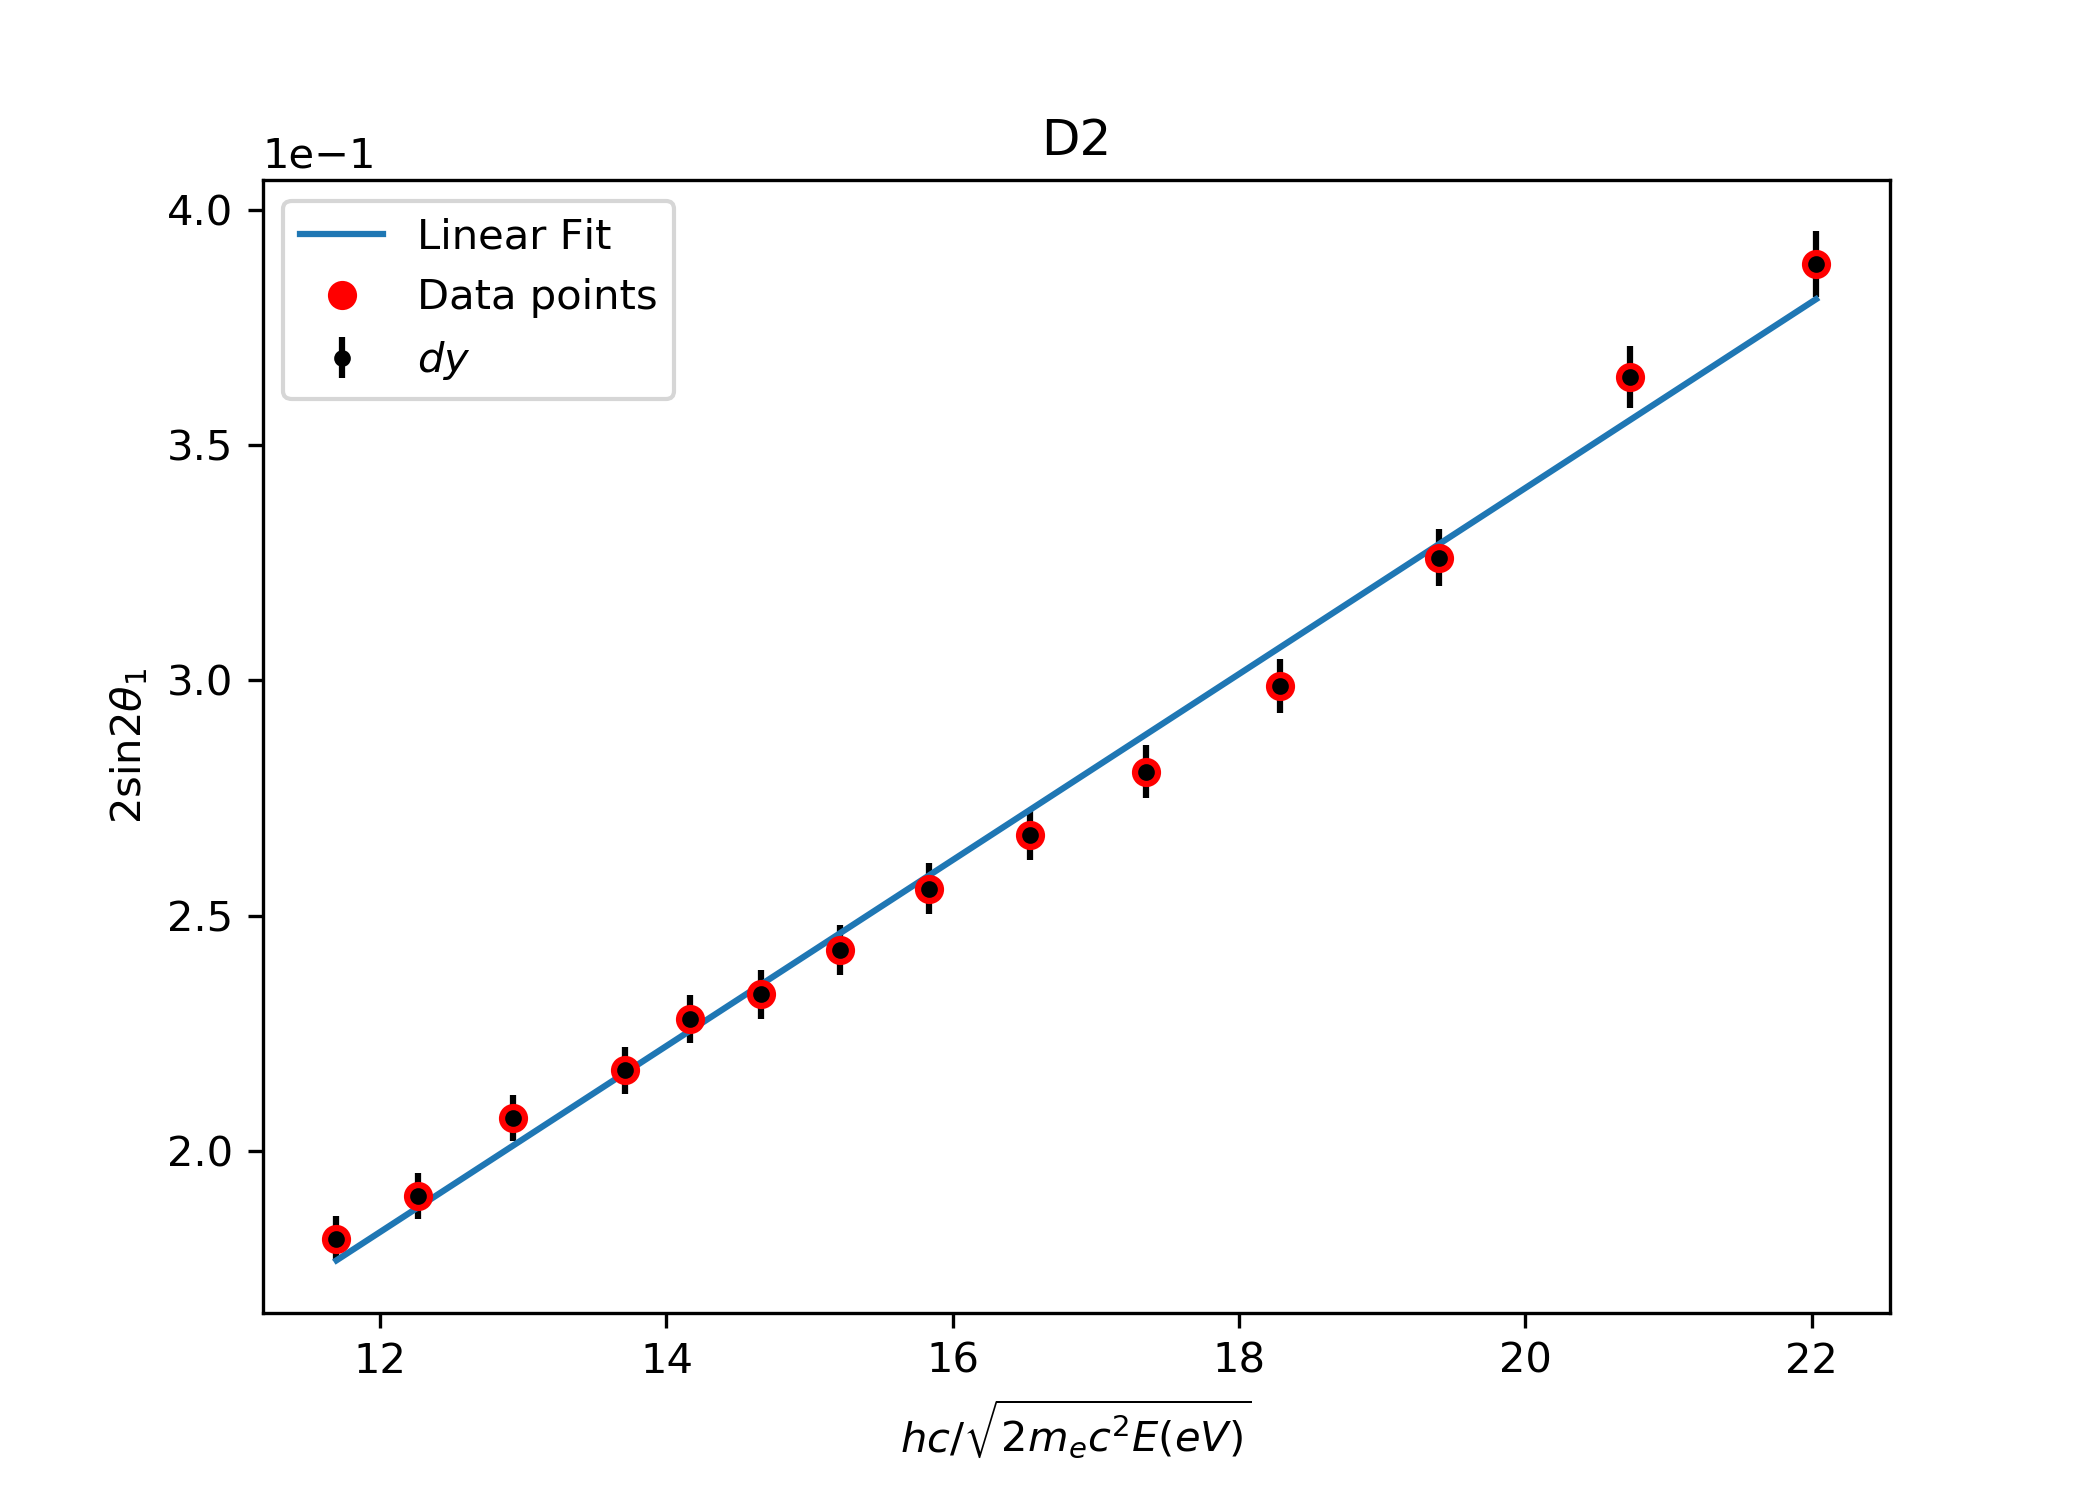 D2
1e−1
4.0
3.5
3.0
2.5
2.0
Linear Fit
Data points
dy
2sin2θ₁
12 14 16 18 20 22
hc/√2mₑc²E(eV)